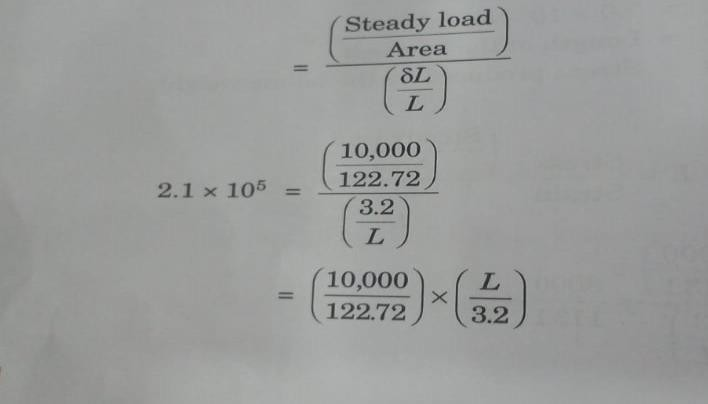 = (Steady load / Area) / (δL / L)
2.1 × 10⁵ = (10,000 / 122.72) / (3.2 / L)
= (10,000 / 122.72) × (L / 3.2)